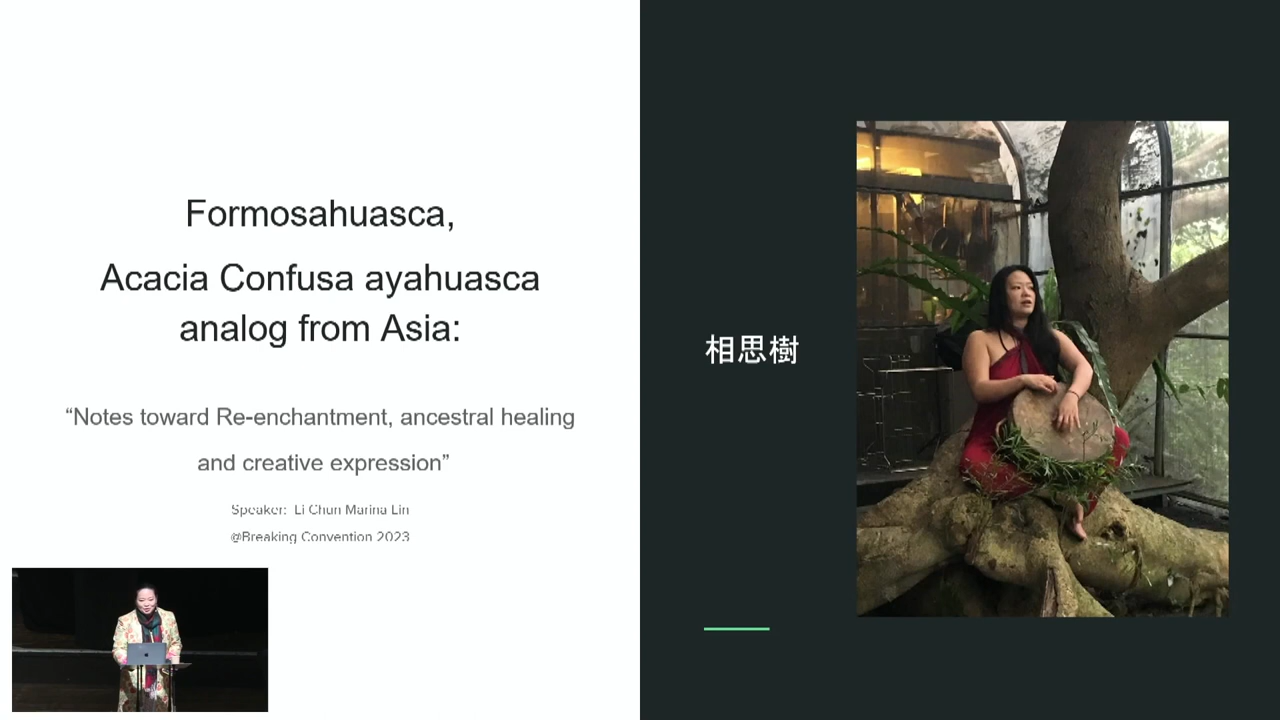 Formosahuasca,
Acacia Confusa ayahuasca
analog from Asia:
“Notes toward Re-enchantment, ancestral healing
and creative expression”
Speaker: Li Chun Marina Lin
@Breaking Convention 2023
相思樹